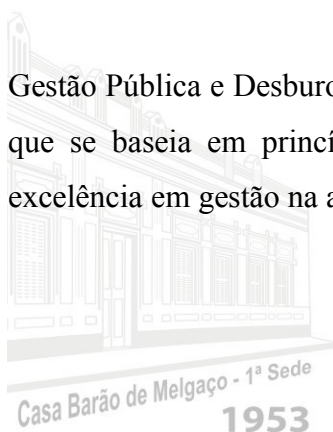 Gestão Pública e Desburo
que se baseia em princí
excelência em gestão na a
Casa Barão de Melgaço - 1ª Sede
1953